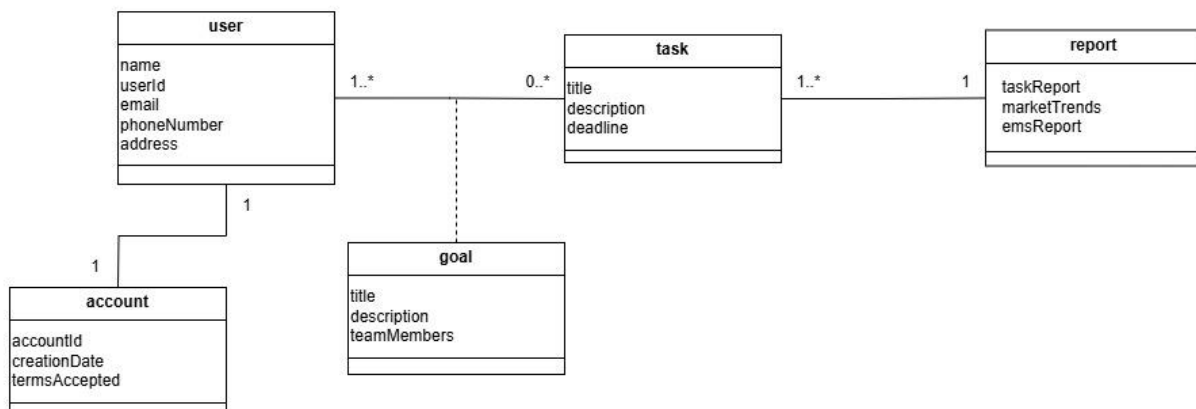 user
name
userId
email
phoneNumber
address
1..*
0..*
task
title
description
deadline
1..*
1
report
taskReport
marketTrends
emsReport
1
1
account
accountId
creationDate
termsAccepted
goal
title
description
teamMembers